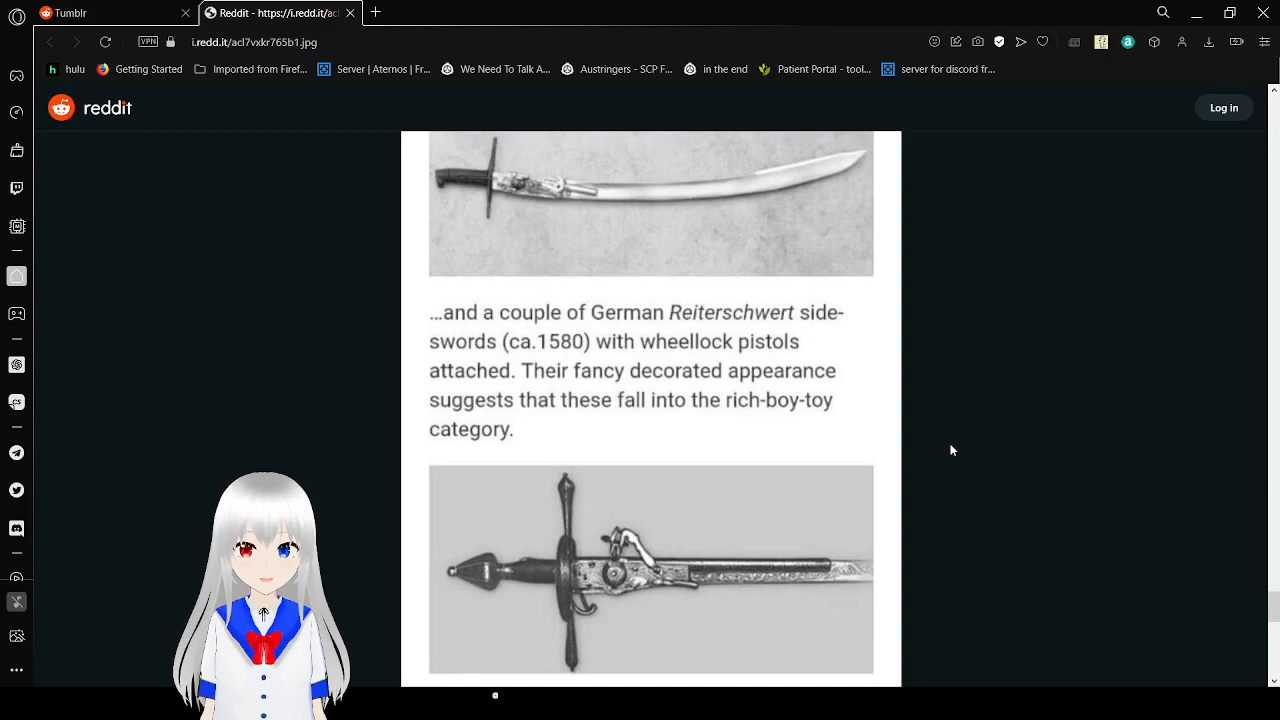 Tumblr
Reddit - https://i.redd.it/acl
VPN
i.redd.it/acl7vxkr765b1.jpg
hulu
Getting Started
Imported from Firef...
Server | Aternos | Fr...
We Need To Talk A...
Austringers - SCP F...
in the end
Patient Portal - tool...
server for discord fr...
reddit
Log in
…and a couple of German Reiterschwert side-
swords (ca.1580) with wheellock pistols
attached. Their fancy decorated appearance
suggests that these fall into the rich-boy-toy
category.